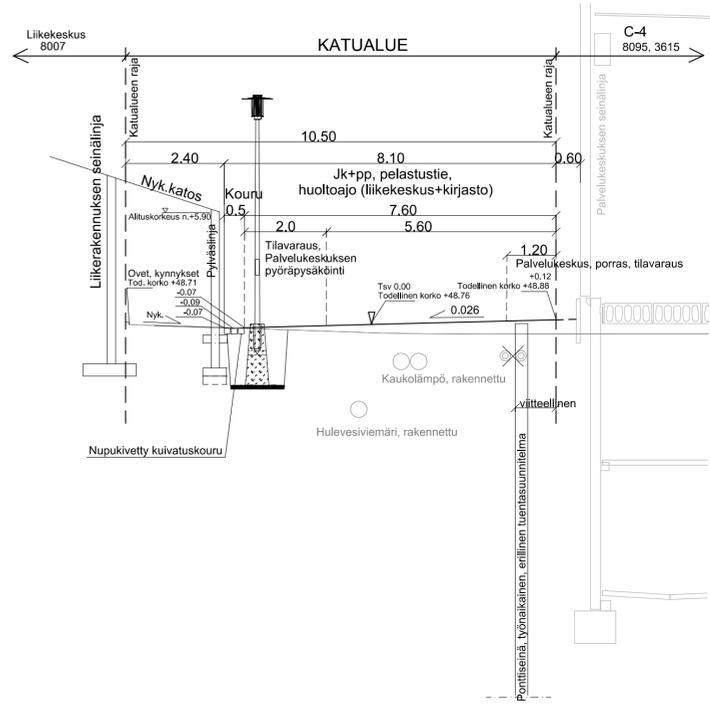 Liikekeskus
8007
KATUALUE
C-4
8095, 3615
Katualueen raja
Katualueen raja
10.50
2.40
8.10
0.60
Liikerakennuksen seinälinja
Palvelukeskuksen seinälinja
Nyk.katos
Kouru
Jk+pp, pelastustie,
huoltoajo (liikekeskus+kirjasto)
0.5
7.60
Alituskorkeus n.+5.90
2.0
5.60
Pylväslinja
Tilavaraus,
Palvelukeskuksen
pyöräpysäköinti
1.20
Palvelukeskus, porras, tilavaraus
Ovet, kynnykset
Tod. korko +48.71
-0.07
-0.09
-0.07
Nyk.
Tsv 0,00
Todellinen korko +48.76
+0.12
Todellinen korko +48.88
0.026
Kaukolämpö, rakennettu
viitteellinen
Hulevesiviemäri, rakennettu
Nupukivetty kuivatuskouru
Ponttiseinä, työnaikainen, erillinen tuentasuunnitelma